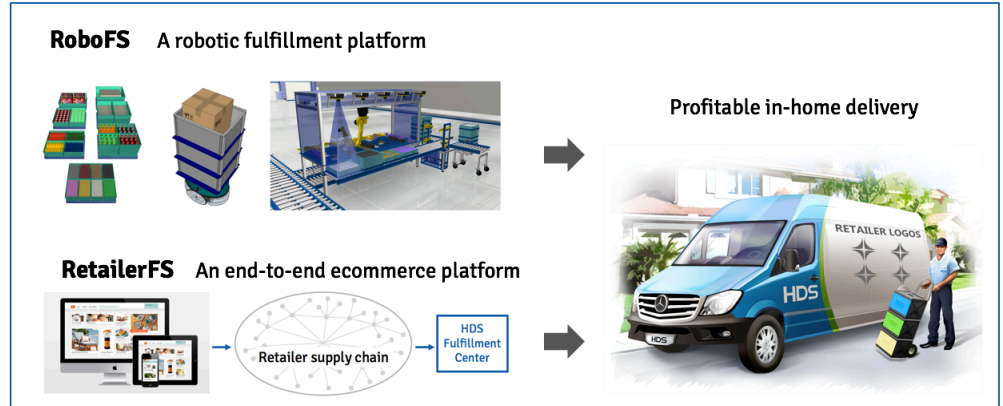 RoboFS A robotic fulfillment platform
Profitable in-home delivery
RetailerFS An end-to-end ecommerce platform
Retailer supply chain
HDS
Fulfillment
Center
RETAILER LOGOS
HDS
HDS